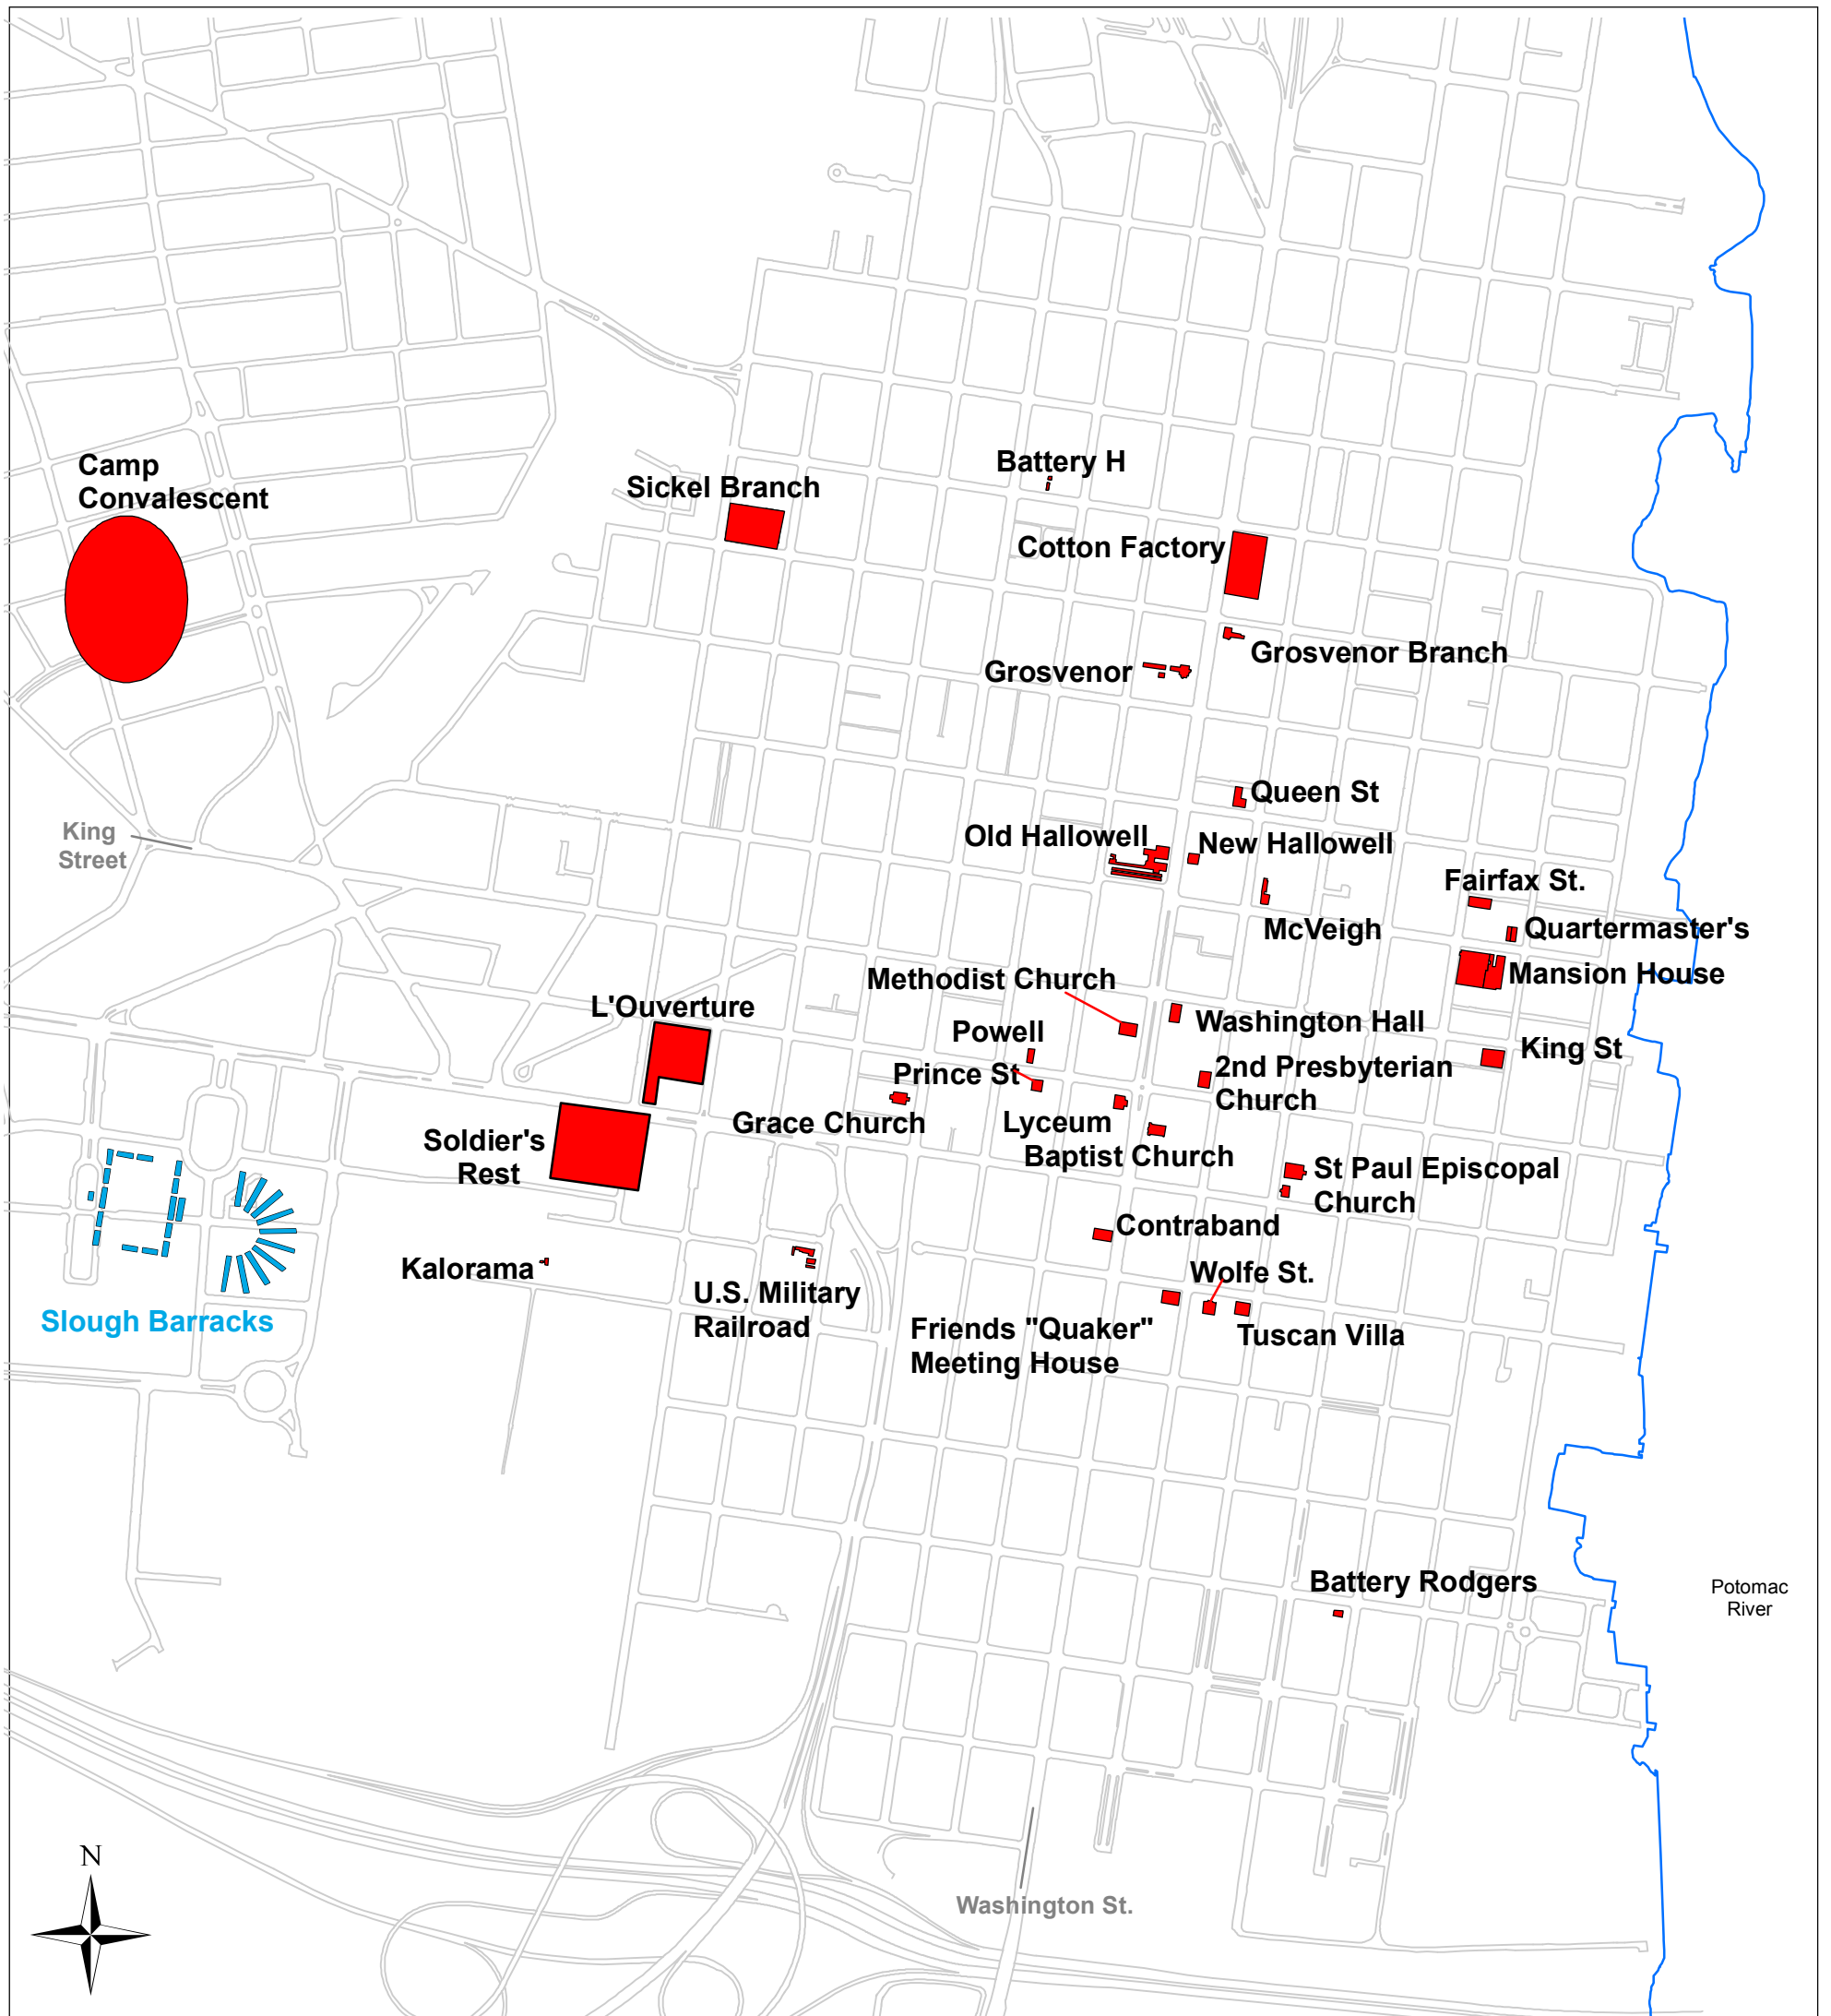 Camp
Convalescent
Sickel Branch
Battery H
Cotton Factory
Grosvenor Branch
Grosvenor
Queen St
King
Street
Old Hallowell
New Hallowell
Fairfax St.
McVeigh
Quartermaster's
Mansion House
Methodist Church
L'Ouverture
Washington Hall
Powell
King St
Prince St
2nd Presbyterian
Church
Grace Church
Lyceum
Soldier's
Rest
Baptist Church
St Paul Episcopal
Church
Contraband
Kalorama
Wolfe St.
U.S. Military
Railroad
Slough Barracks
Friends "Quaker"
Meeting House
Tuscan Villa
Battery Rodgers
Potomac
River
N
Washington St.